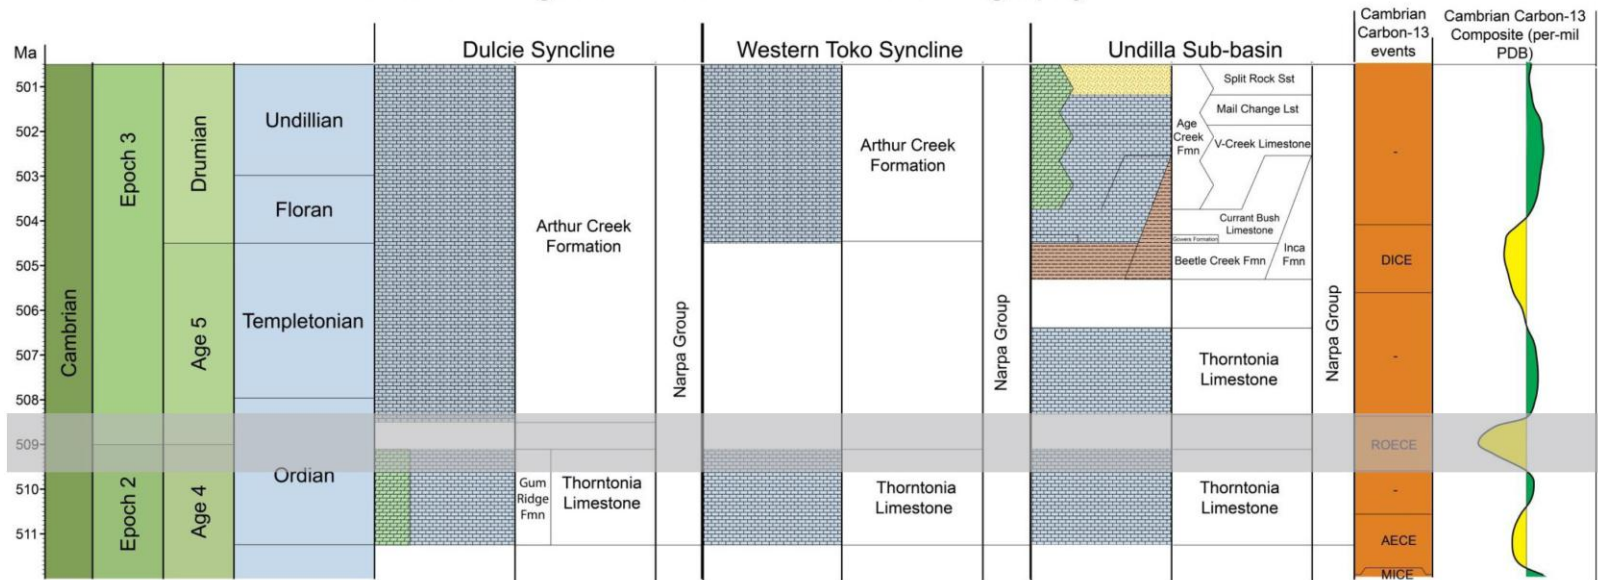 Ma
Dulcie Syncline
Western Toko Syncline
Undilla Sub-basin
Cambrian
Carbon-13
events
Cambrian Carbon-13
Composite (per-mil
PDB)
501
502
503
504
505
506
507
508
509
510
511
Cambrian
Epoch 3
Epoch 2
Drumian
Age 5
Age 4
Undillian
Floran
Templetonian
Ordian
Arthur Creek
Formation
Gum
Ridge
Fmn
Thorntonia
Limestone
Narpa Group
Arthur Creek
Formation
Thorntonia
Limestone
Narpa Group
Split Rock Sst
Mail Change Lst
Age
Creek
Fmn
V-Creek Limestone
Currant Bush
Limestone
Govers Formation
Beetle Creek Fmn
Inca
Fmn
Thorntonia
Limestone
Thorntonia
Limestone
Narpa Group
-
DICE
-
ROECE
-
AECE
MICE